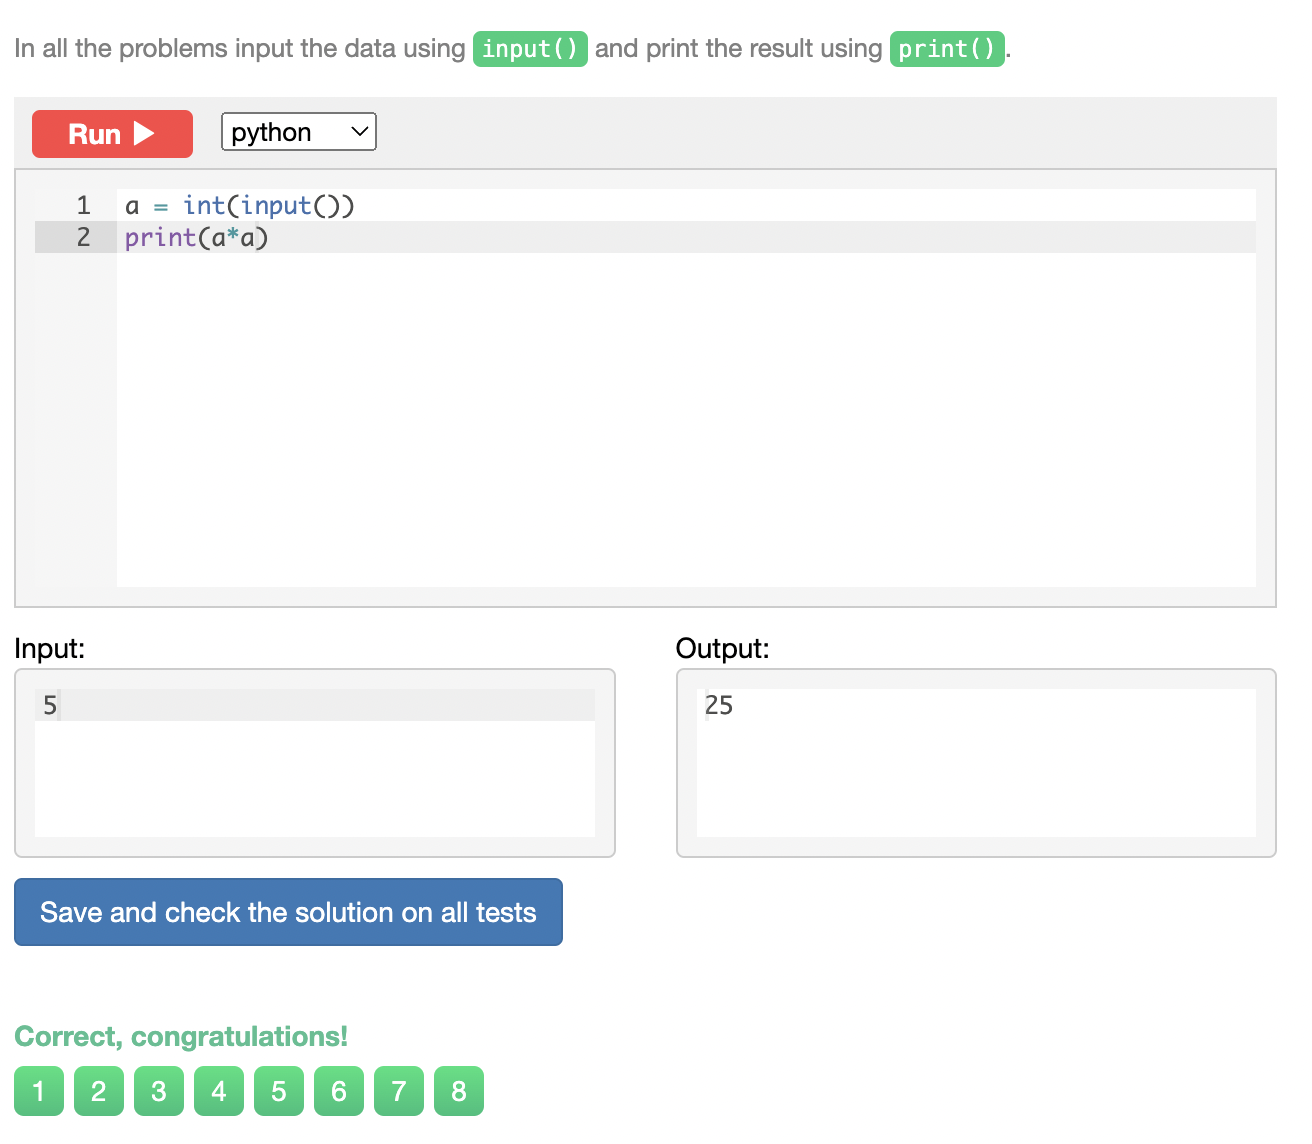 In all the problems input the data using input() and print the result using print().
Run python
1 a = int(input())
2 print(a*a)
Input: Output:
5 25
Save and check the solution on all tests
Correct, congratulations!
1 2 3 4 5 6 7 8